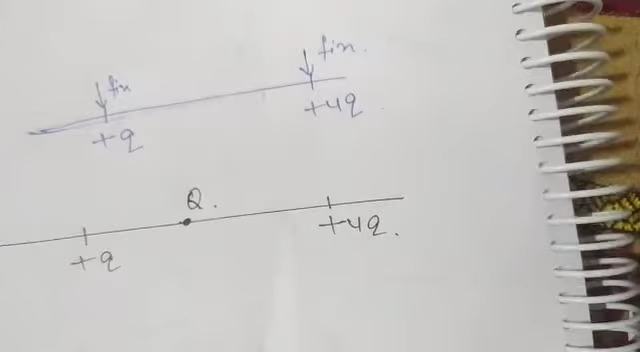 fix fix.
+q +4q
Q.
+q +4q.